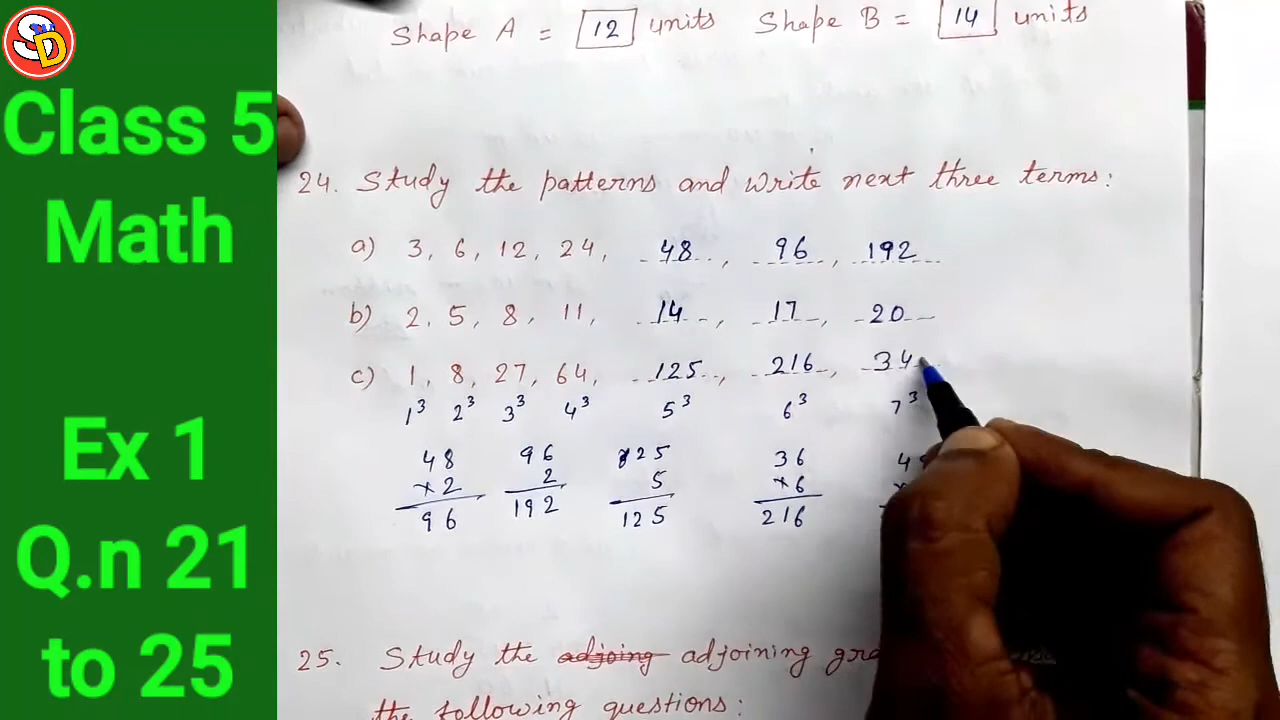 SD
Class 5
Math
Ex 1
Q.n 21
to 25
Shape A = 12 units Shape B = 14 units
24. Study the patterns and write next three terms:
a) 3, 6, 12, 24, 48, 96, 192
b) 2, 5, 8, 11, 14, 17, 20
c) 1, 8, 27, 64, 125, 216, 34
1³ 2³ 3³ 4³ 5³ 6³ 7³
48 96 25 36 4
×2 2 5 ×6 ×
96 192 125 216
25. Study the adjoining
the following questions: